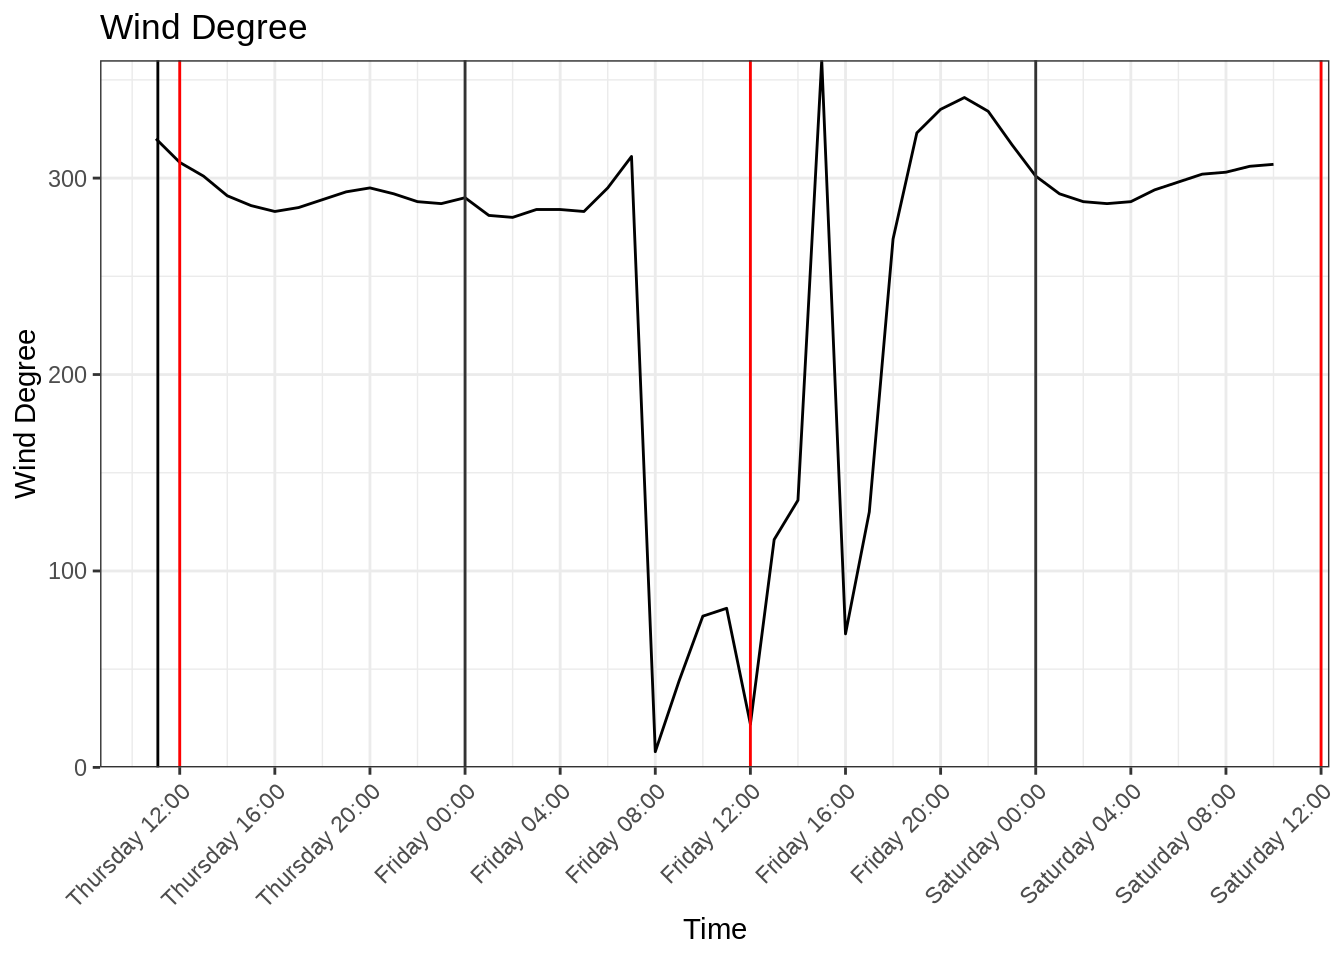 Wind Degree
Wind Degree
300
200
100
0
Thursday 12:00
Thursday 16:00
Thursday 20:00
Friday 00:00
Friday 04:00
Friday 08:00
Friday 12:00
Friday 16:00
Friday 20:00
Saturday 00:00
Saturday 04:00
Saturday 08:00
Saturday 12:00
Time